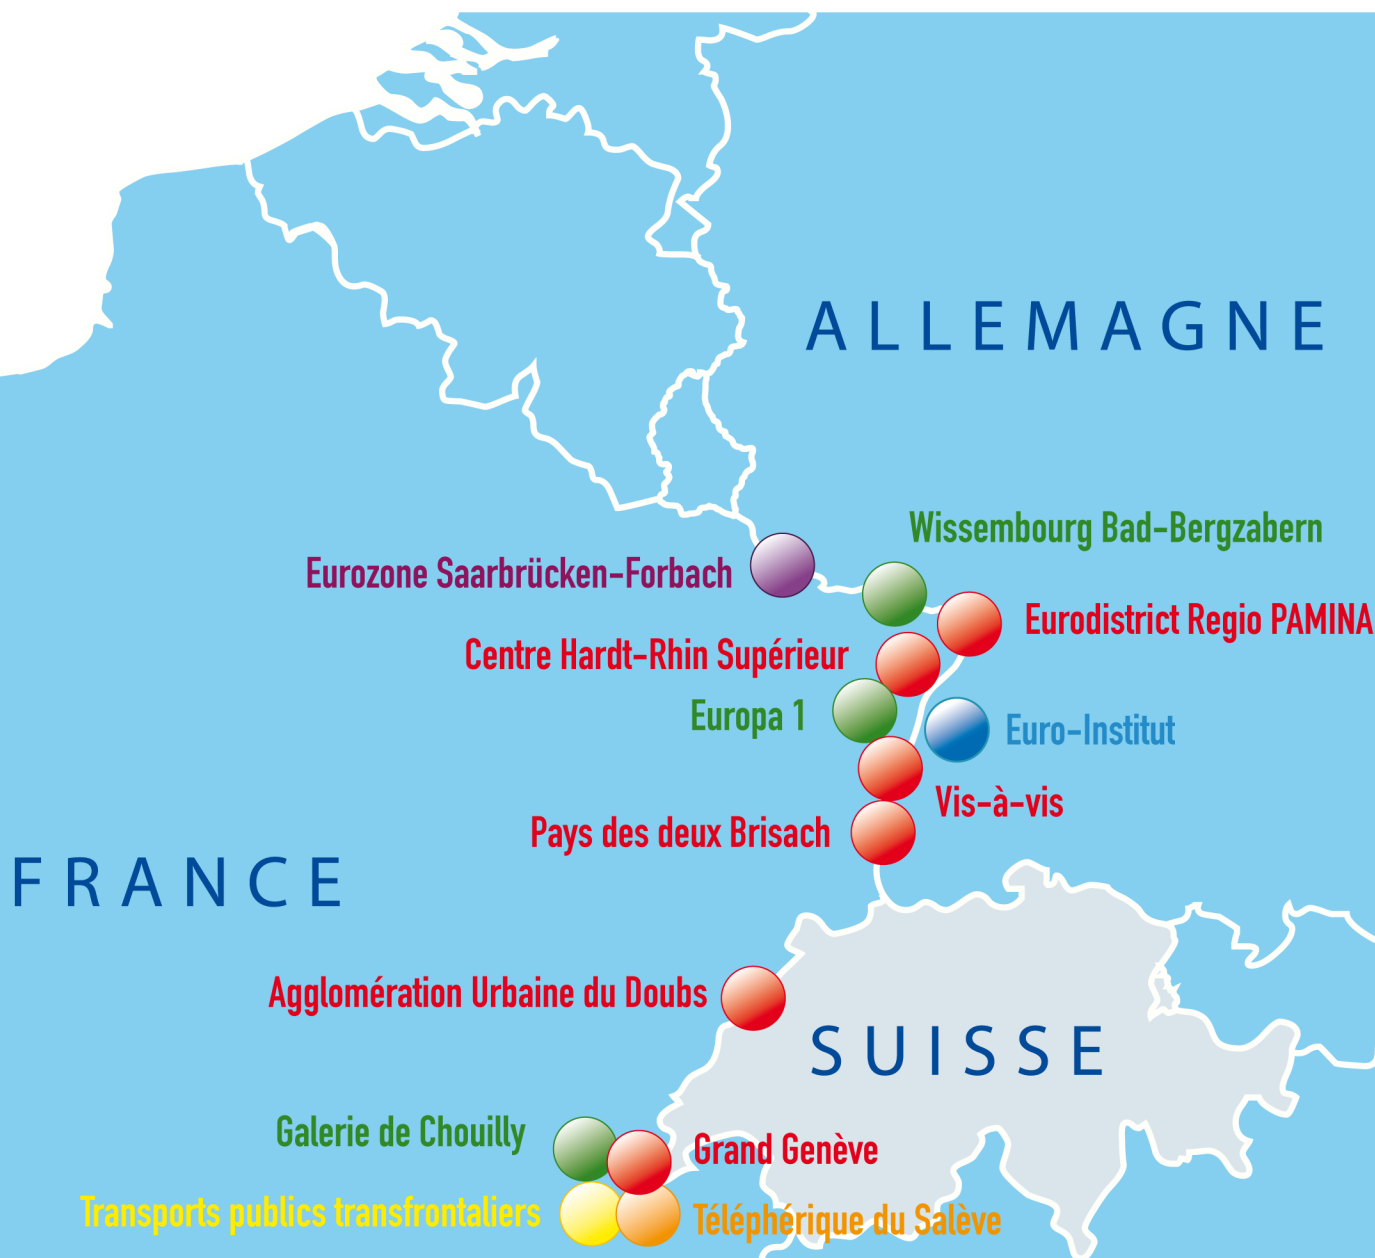 ALLEMAGNE
Wissembourg Bad-Bergzabern
Eurozone Saarbrücken-Forbach
Eurodistrict Regio PAMINA
Centre Hardt-Rhin Supérieur
Europa 1
Euro-Institut
Vis-à-vis
Pays des deux Brisach
FRANCE
Agglomération Urbaine du Doubs
SUISSE
Galerie de Chouilly
Grand Genève
Transports publics transfrontaliers
Téléphérique du Salève